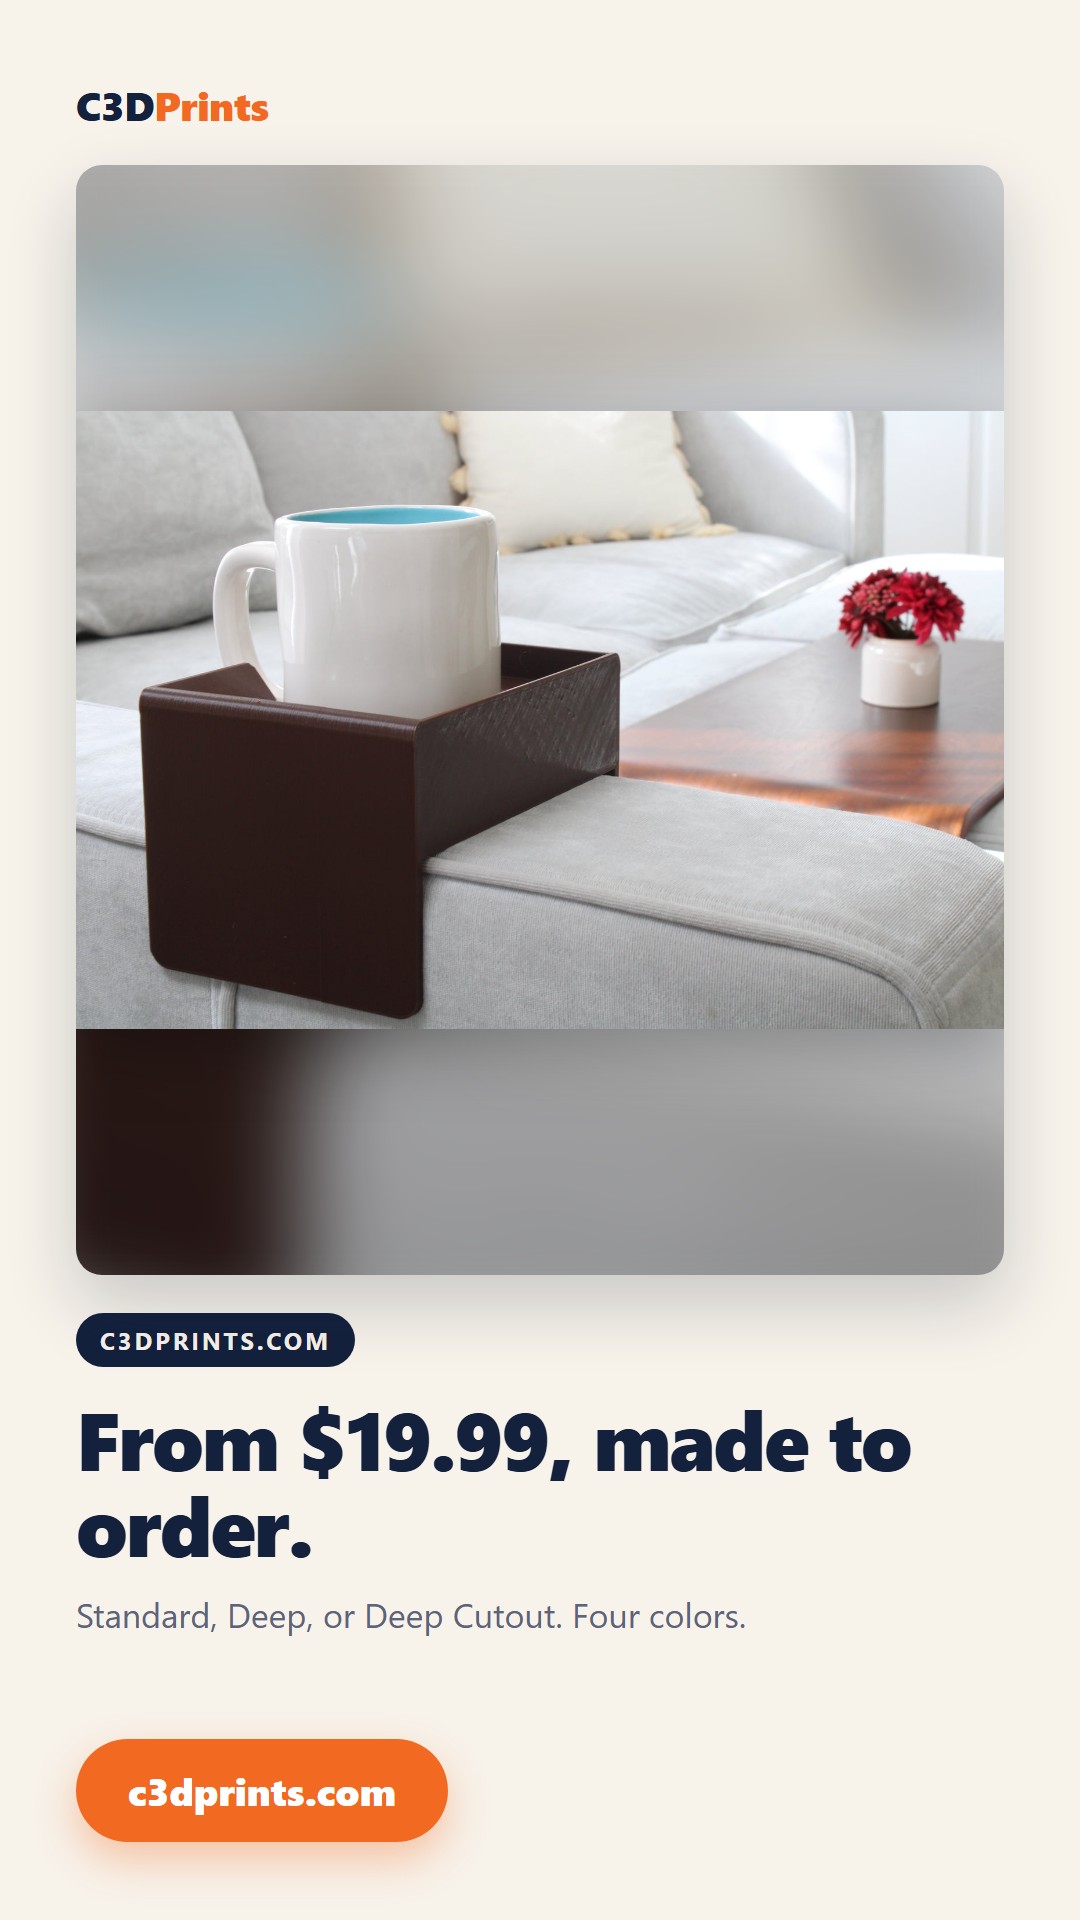 C3DPrints
C3DPRINTS.COM
From $19.99, made to
order.
Standard, Deep, or Deep Cutout. Four colors.
c3dprints.com